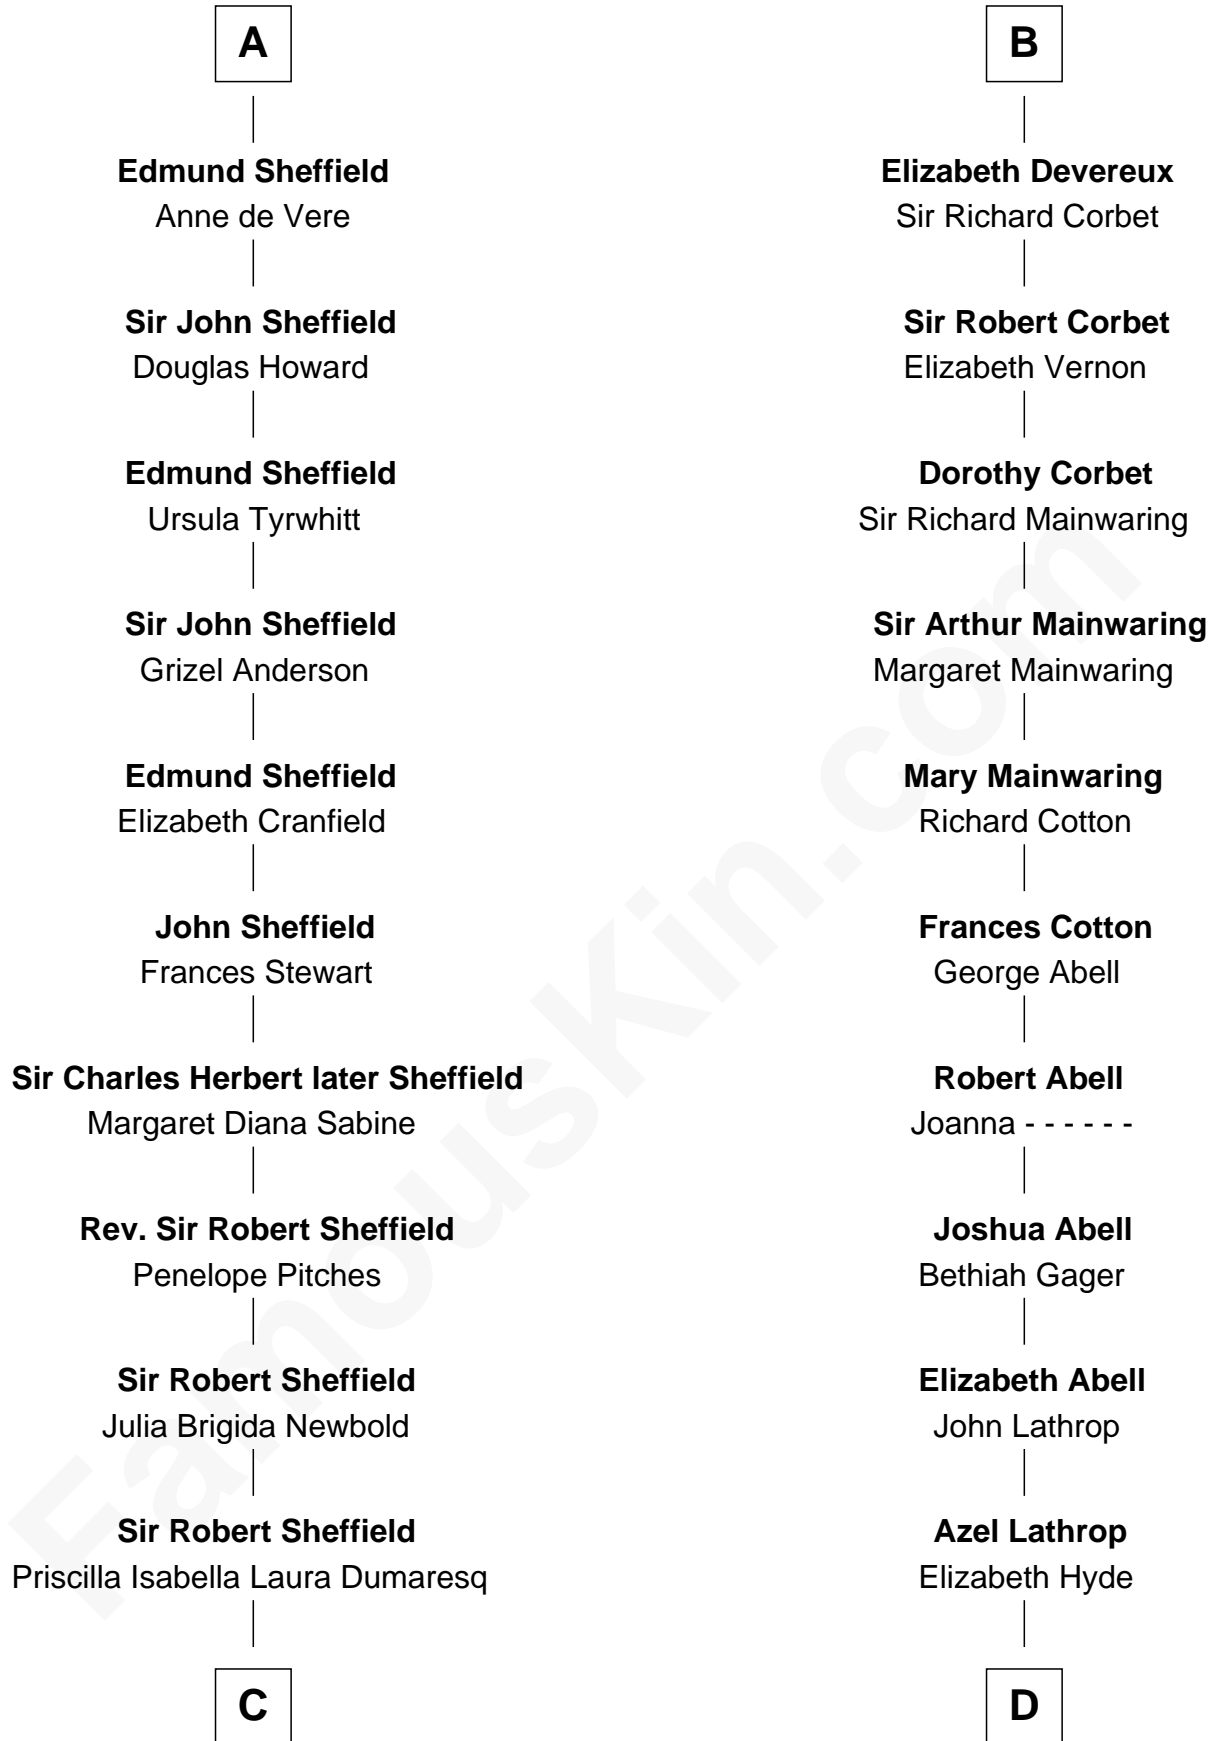 A
Edmund Sheffield
Anne de Vere
Sir John Sheffield
Douglas Howard
Edmund Sheffield
Ursula Tyrwhitt
Sir John Sheffield
Grizel Anderson
Edmund Sheffield
Elizabeth Cranfield
John Sheffield
Frances Stewart
Sir Charles Herbert later Sheffield
Margaret Diana Sabine
Rev. Sir Robert Sheffield
Penelope Pitches
Sir Robert Sheffield
Julia Brigida Newbold
Sir Robert Sheffield
Priscilla Isabella Laura Dumaresq
C
B
Elizabeth Devereux
Sir Richard Corbet
Sir Robert Corbet
Elizabeth Vernon
Dorothy Corbet
Sir Richard Mainwaring
Sir Arthur Mainwaring
Margaret Mainwaring
Mary Mainwaring
Richard Cotton
Frances Cotton
George Abell
Robert Abell
Joanna - - - - - -
Joshua Abell
Bethiah Gager
Elizabeth Abell
John Lathrop
Azel Lathrop
Elizabeth Hyde
D
FamousKin.com